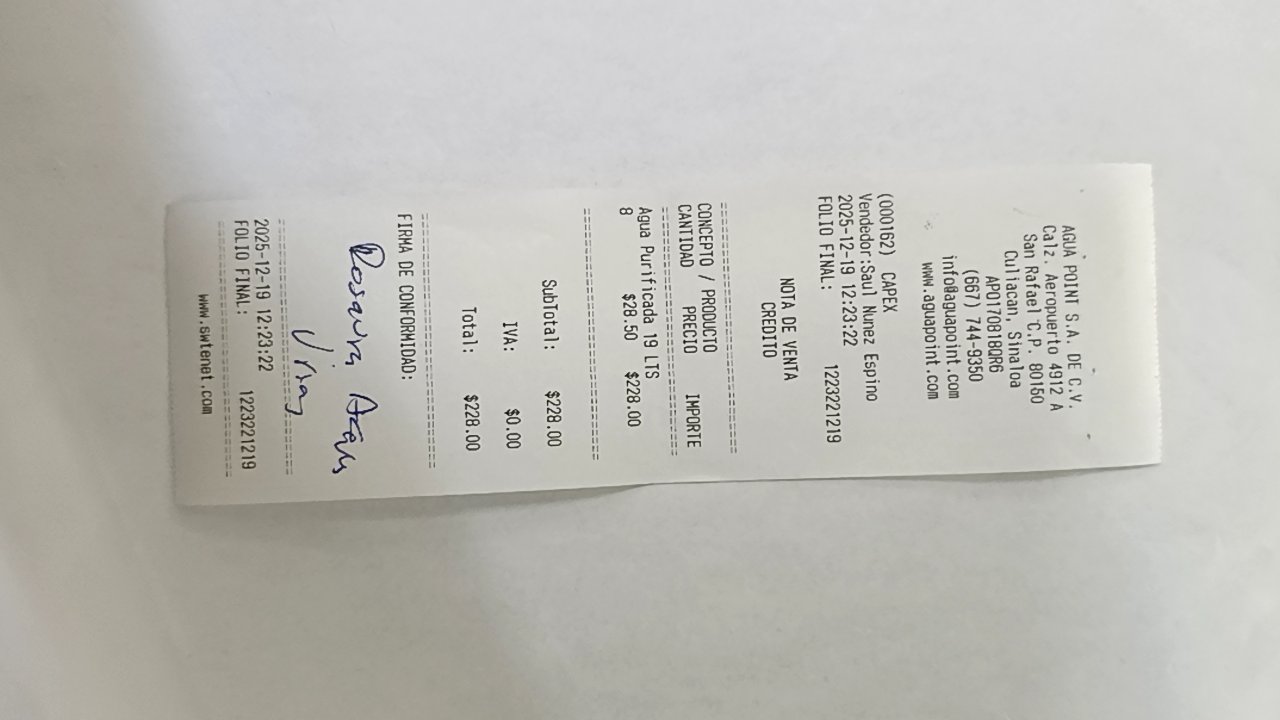 AGUA POINT S.A. DE C.V.
Calz. Aeropuerto 4912 A
San Rafael C.P. 80150
Culiacan, Sinaloa
APO170818QR6
(667) 744-9350
info@aguapoint.com
www.aguapoint.com
(000162) CAPEX
Vendedor:Saul Nunez Espino
2025-12-19 12:23:22
FOLIO FINAL: 1223221219
NOTA DE VENTA
CREDITO
CONCEPTO / PRODUCTO
CANTIDAD PRECIO IMPORTE
Agua Purificada 19 LTS
8 $28.50 $228.00
SubTotal: $228.00
IVA: $0.00
Total: $228.00
FIRMA DE CONFORMIDAD:
Rosaura
2025-12-19 12:23:22
FOLIO FINAL: 1223221219
www.swtenet.com